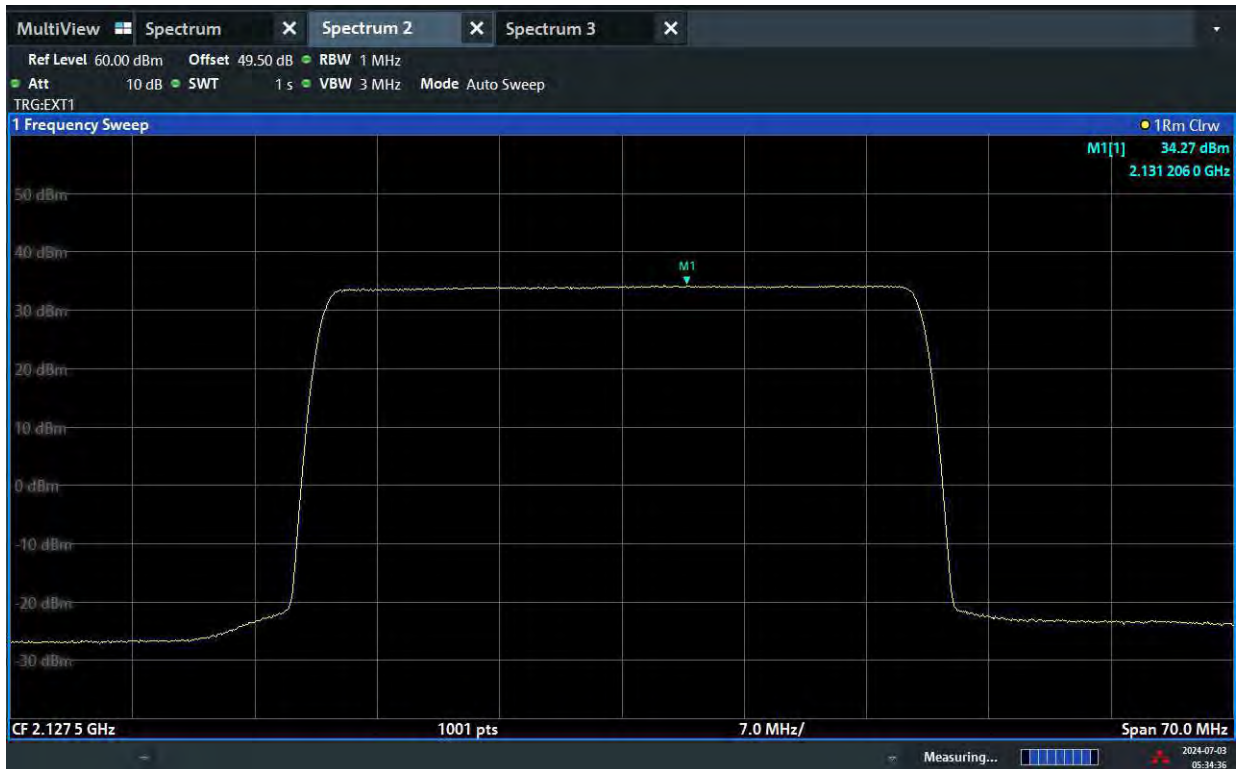 MultiView Spectrum X Spectrum 2 X Spectrum 3 X
Ref Level 60.00 dBm Offset 49.50 dB RBW 1 MHz
Att 10 dB SWT 1 s VBW 3 MHz Mode Auto Sweep
TRG:EXT1
1 Frequency Sweep 1Rm Clrw
M1[1] 34.27 dBm
2.131 206 0 GHz
50 dBm
40 dBm
M1
30 dBm
20 dBm
10 dBm
0 dBm
-10 dBm
-20 dBm
-30 dBm
CF 2.127 5 GHz 1001 pts 7.0 MHz/ Span 70.0 MHz
Measuring... 2024-07-03
05:34:36